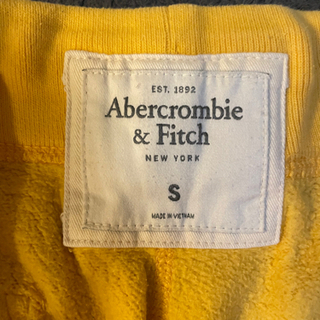 EST. 1892
Abercrombie
& Fitch
NEW YORK
S
MADE IN VIETNAM